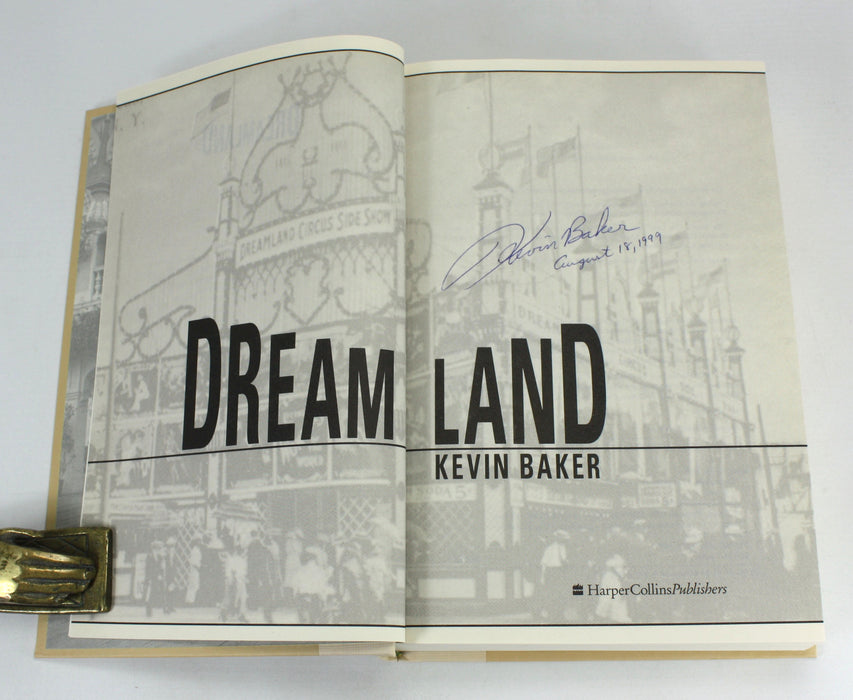 DREAMLAND CIRCUS SIDE SHOW
Kevin Baker
August 18, 1999
DREAMLAND
KEVIN BAKER
HarperCollinsPublishers